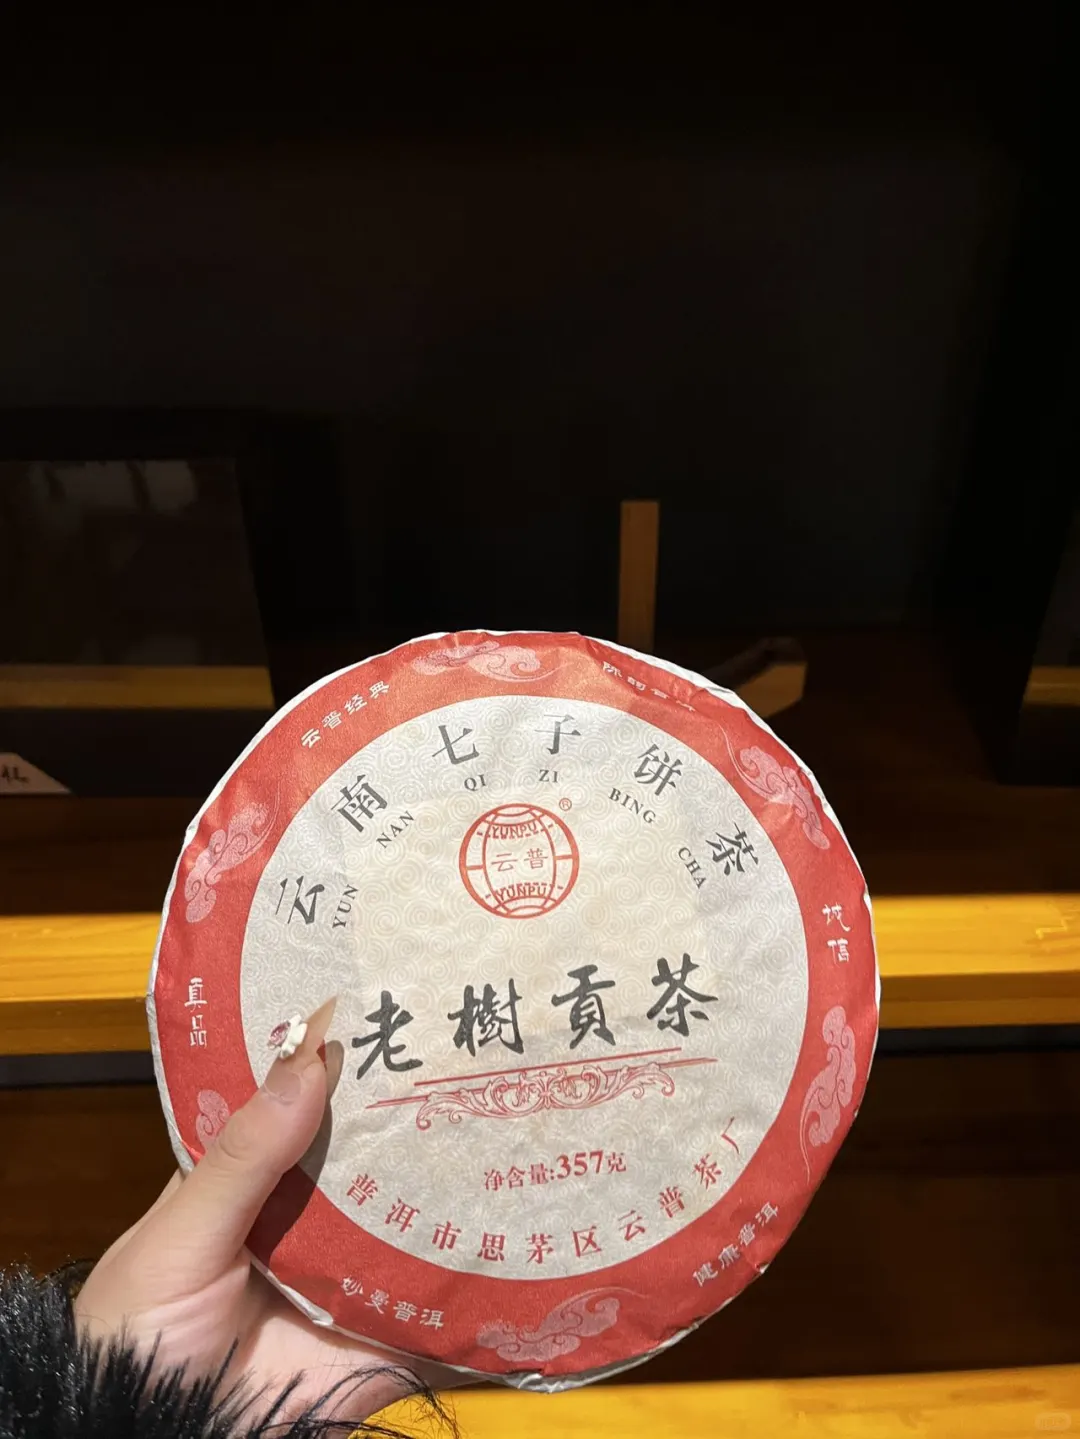 云南七子饼茶
YUN NAN QI ZI BING CHA
®
YUNPU
云普
YUNPU
老樹貢茶
净含量:357克
普洱市思茅区云普茶厂
云普经典
诚信
健康普洱
妙曼普洱
真品